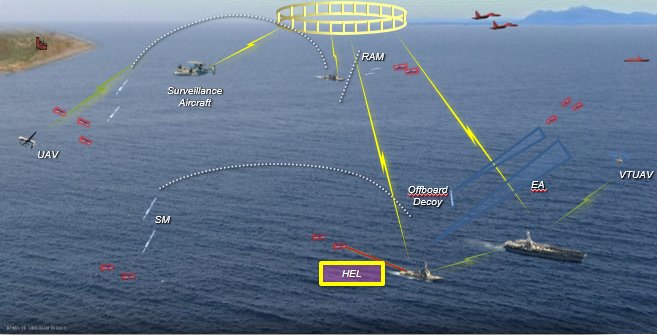 RAM
Surveillance
Aircraft
UAV
VTUAV
EA
Offboard
Decoy
SM
HEL